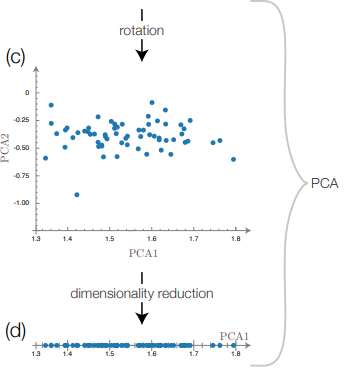 rotation
(c)
0
-0.25
-0.50
-0.75
-1.00
PCA2
1.3 1.4 1.5 1.6 1.7 1.8
PCA1
PCA
dimensionality reduction
(d)
PCA1
1.3 1.4 1.5 1.6 1.7 1.8